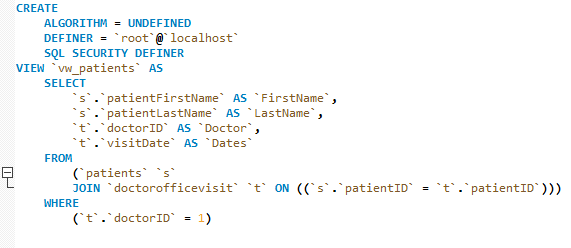 CREATE
ALGORITHM = UNDEFINED
DEFINER = `root`@`localhost`
SQL SECURITY DEFINER
VIEW `vw_patients` AS
SELECT
`s`.`patientFirstName` AS `FirstName`,
`s`.`patientLastName` AS `LastName`,
`t`.`doctorID` AS `Doctor`,
`t`.`visitDate` AS `Dates`
FROM
(`patients` `s`
JOIN `doctorofficevisit` `t` ON ((`s`.`patientID` = `t`.`patientID`)))
WHERE
(`t`.`doctorID` = 1)